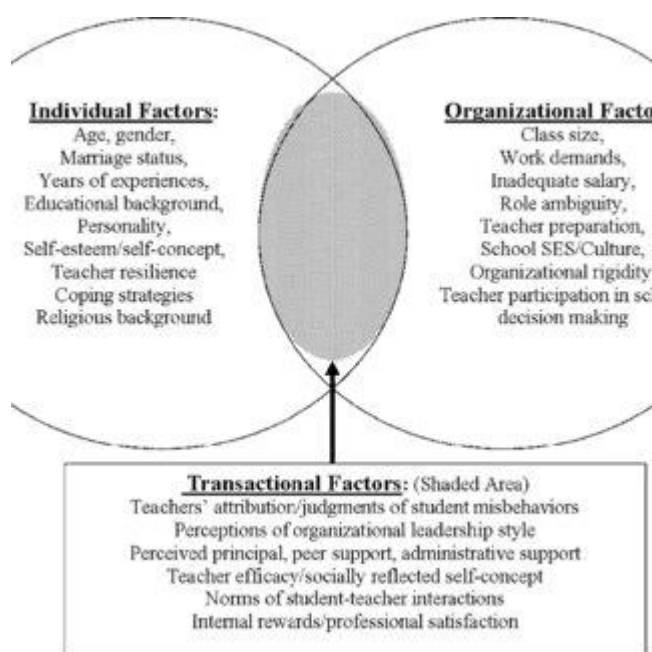 Individual Factors:
Age, gender,
Marriage status,
Years of experiences,
Educational background,
Personality,
Self-esteem/self-concept,
Teacher resilience
Coping strategies
Religious background
Organizational Facto
Class size,
Work demands,
Inadequate salary,
Role ambiguity,
Teacher preparation,
School SES/Culture,
Organizational rigidity
Teacher participation in sch
decision making
Transactional Factors: (Shaded Area)
Teachers' attribution/judgments of student misbehaviors
Perceptions of organizational leadership style
Perceived principal, peer support, administrative support
Teacher efficacy/socially reflected self-concept
Norms of student-teacher interactions
Internal rewards/professional satisfaction